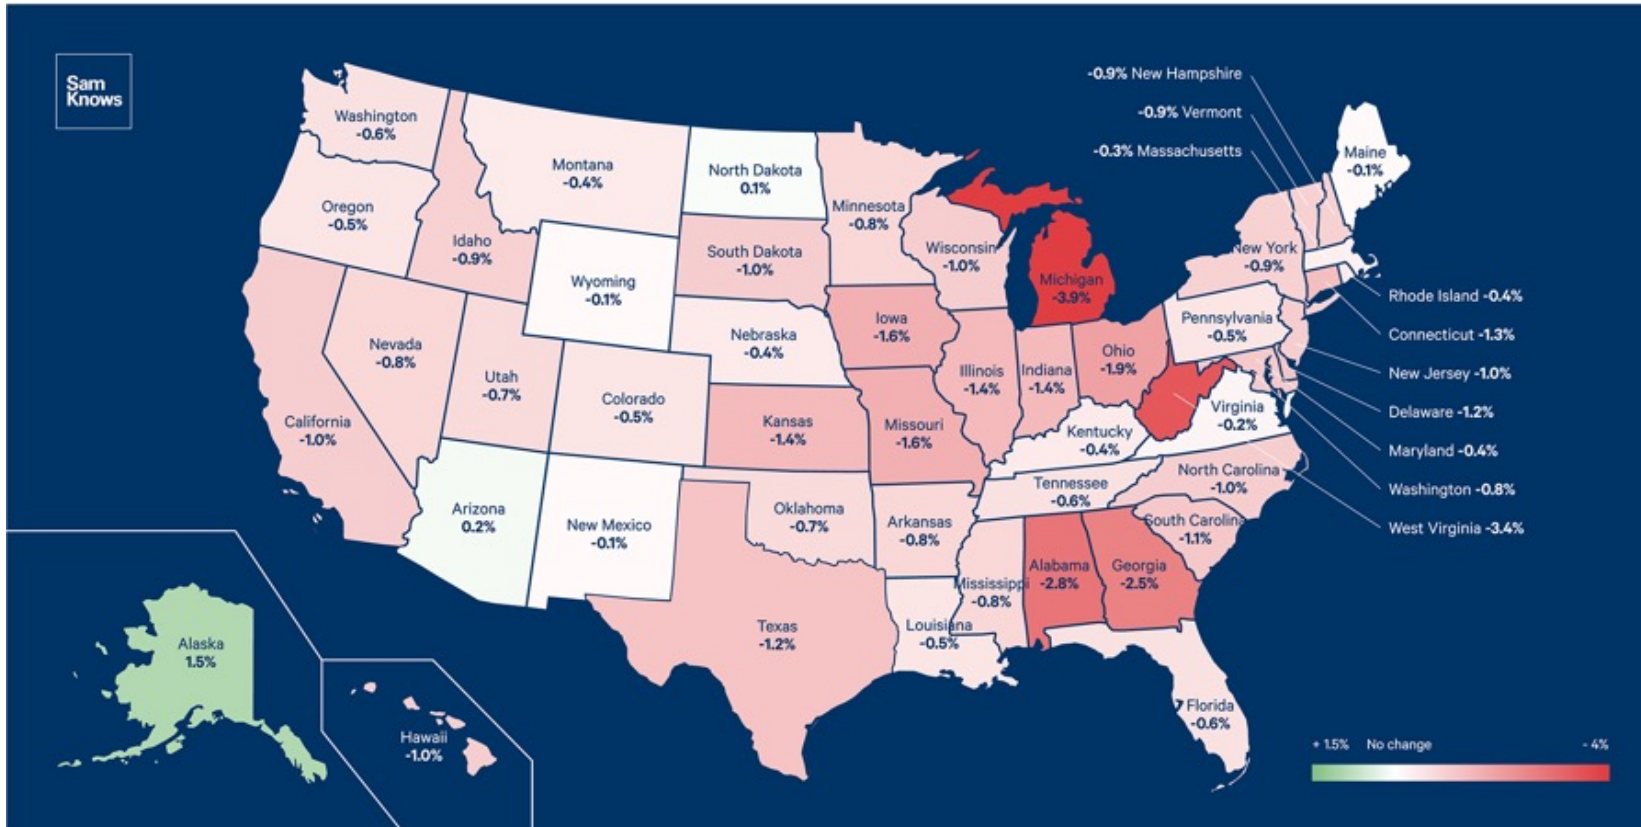 Sam
Knows
-0.9% New Hampshire
-0.9% Vermont
-0.3% Massachusetts
Washington
-0.6%
Montana
-0.4%
North Dakota
0.1%
Minnesota
-0.8%
Maine
-0.1%
Oregon
-0.5%
Idaho
-0.9%
South Dakota
-1.0%
Wisconsin
-1.0%
Michigan
-3.9%
New York
-0.9%
Wyoming
-0.1%
Rhode Island -0.4%
Connecticut -1.3%
New Jersey -1.0%
Delaware -1.2%
Maryland -0.4%
Washington -0.8%
West Virginia -3.4%
Nevada
-0.8%
Utah
-0.7%
Colorado
-0.5%
Nebraska
-0.4%
Iowa
-1.6%
Illinois
-1.4%
Indiana
-1.4%
Ohio
-1.9%
Pennsylvania
-0.5%
California
-1.0%
Kansas
-1.4%
Missouri
-1.6%
Kentucky
-0.4%
Virginia
-0.2%
Arizona
0.2%
New Mexico
-0.1%
Oklahoma
-0.7%
Arkansas
-0.8%
Tennessee
-0.6%
North Carolina
-1.0%
South Carolina
-1.1%
Mississippi
-0.8%
Alabama
-2.8%
Georgia
-2.5%
Texas
-1.2%
Louisiana
-0.5%
Florida
-0.6%
Alaska
1.5%
Hawaii
-1.0%
+ 1.5% No change - 4%